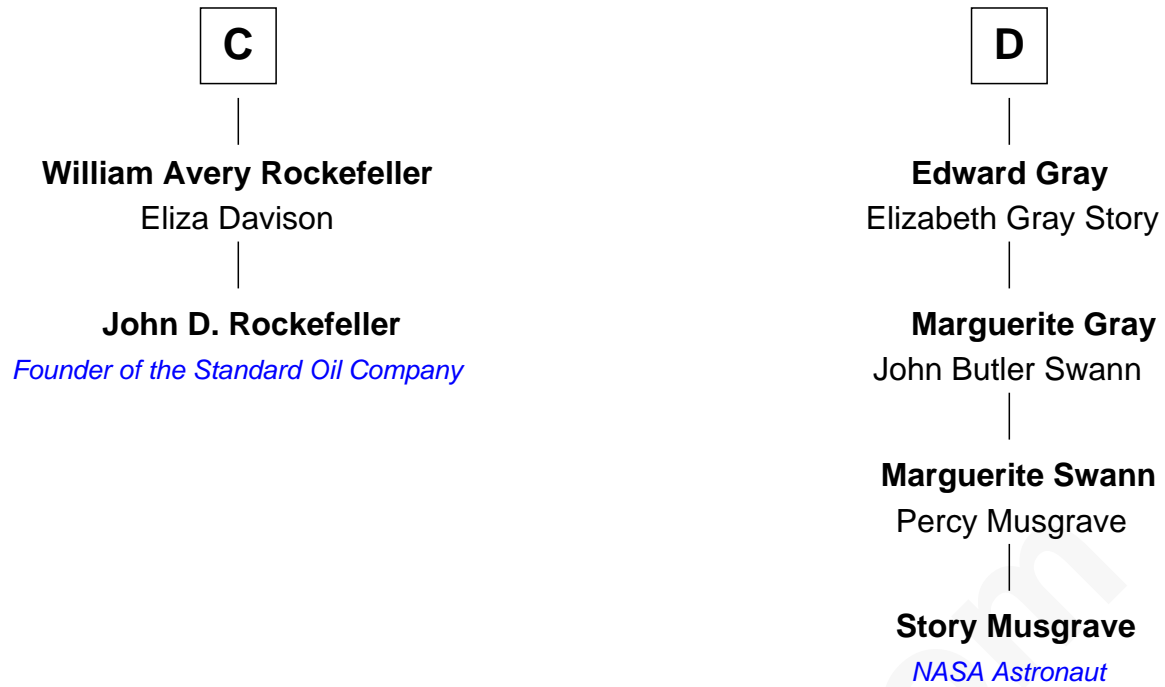 C
William Avery Rockefeller
Eliza Davison
John D. Rockefeller
Founder of the Standard Oil Company
D
Edward Gray
Elizabeth Gray Story
Marguerite Gray
John Butler Swann
Marguerite Swann
Percy Musgrave
Story Musgrave
NASA Astronaut